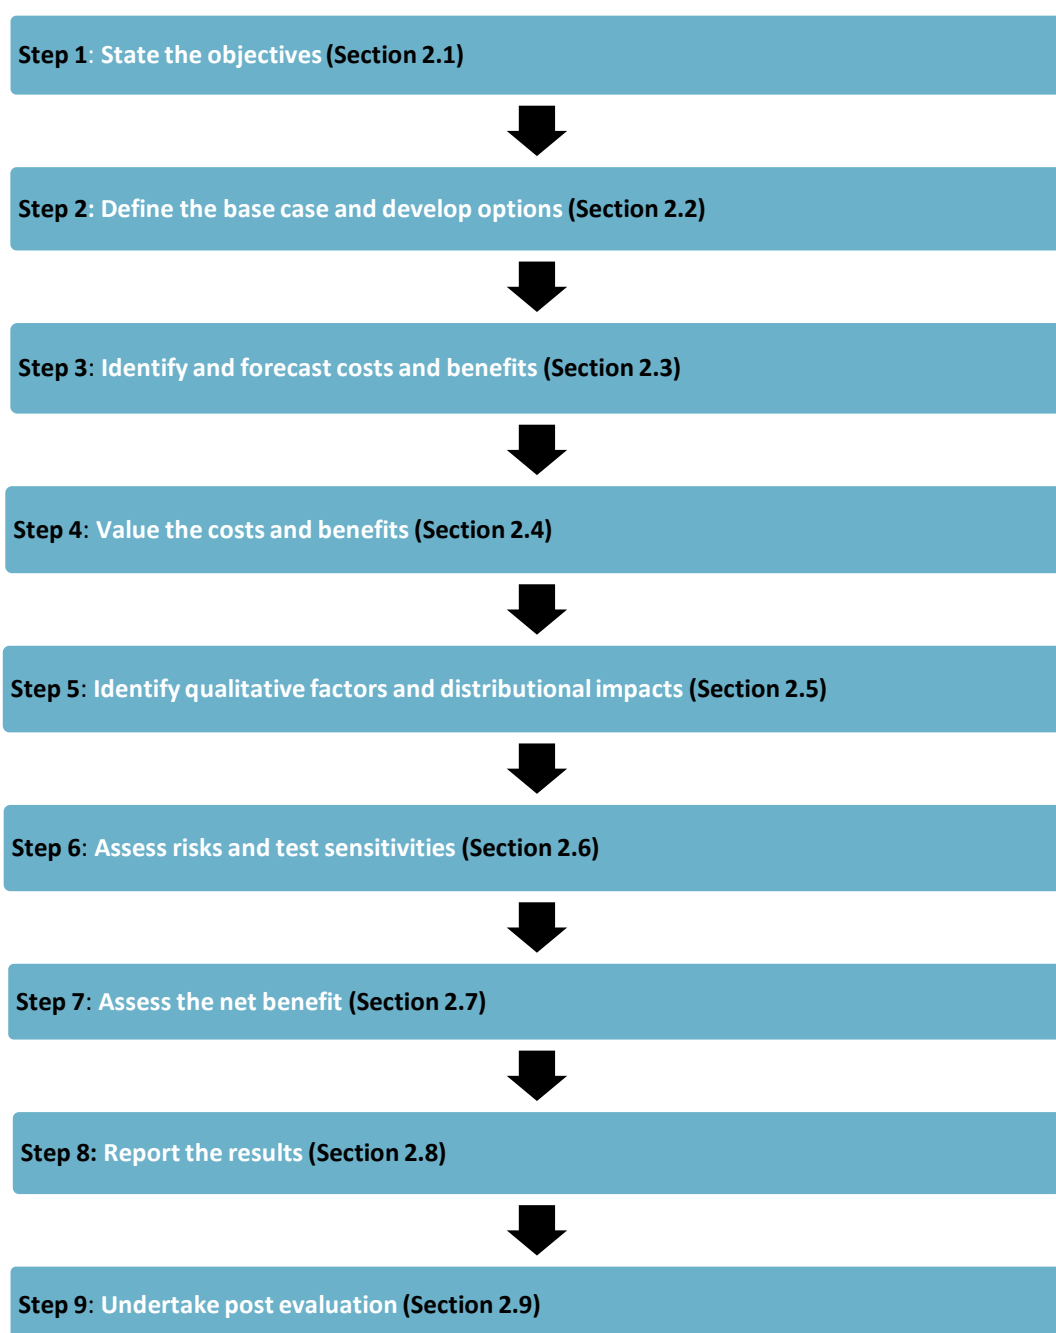 Step 1: State the objectives (Section 2.1)
Step 2: Define the base case and develop options (Section 2.2)
Step 3: Identify and forecast costs and benefits (Section 2.3)
Step 4: Value the costs and benefits (Section 2.4)
Step 5: Identify qualitative factors and distributional impacts (Section 2.5)
Step 6: Assess risks and test sensitivities (Section 2.6)
Step 7: Assess the net benefit (Section 2.7)
Step 8: Report the results (Section 2.8)
Step 9: Undertake post evaluation (Section 2.9)